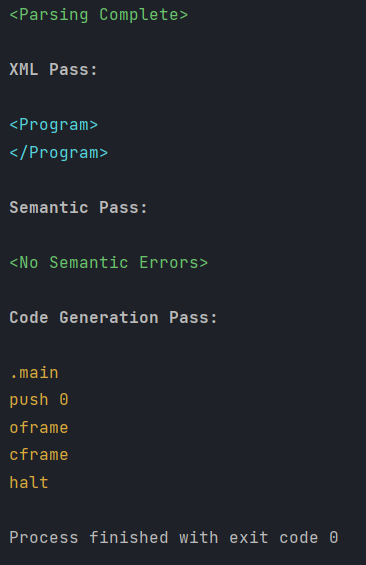 <Parsing Complete>
XML Pass:
<Program>
</Program>
Semantic Pass:
<No Semantic Errors>
Code Generation Pass:
.main
push 0
oframe
cframe
halt
Process finished with exit code 0